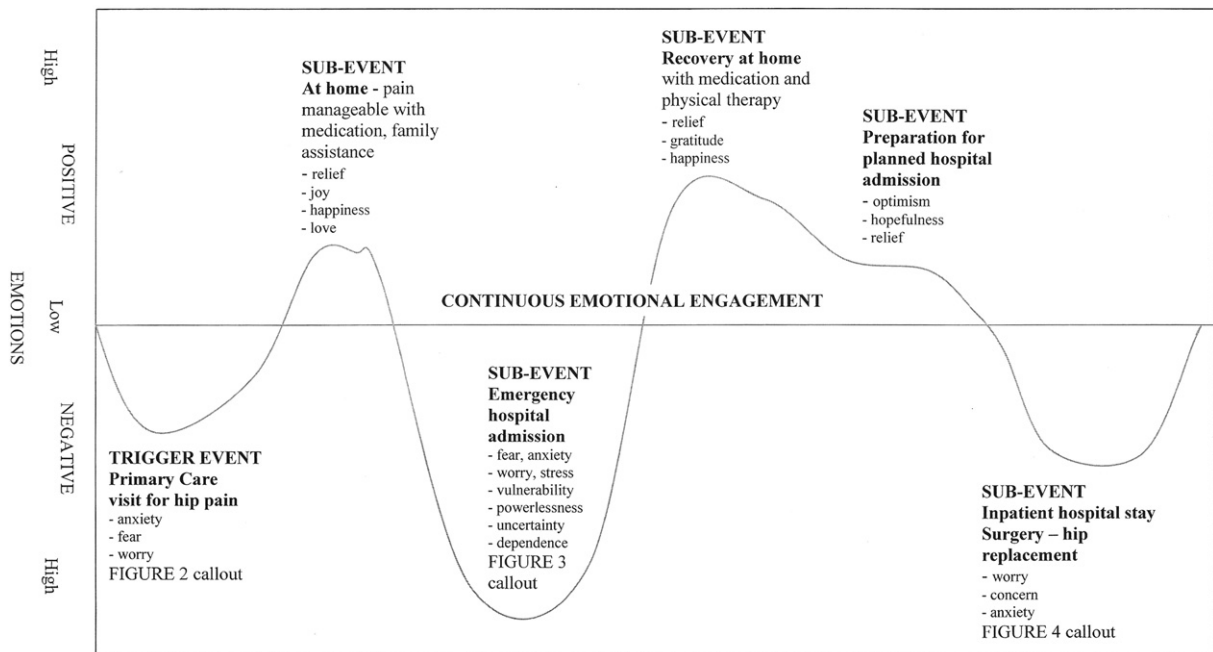 EMOTIONS
High
POSITIVE
Low
NEGATIVE
High
TRIGGER EVENT
Primary Care
visit for hip pain
- anxiety
- fear
- worry
FIGURE 2 callout
SUB-EVENT
At home - pain
manageable with
medication, family
assistance
- relief
- joy
- happiness
- love
CONTINUOUS EMOTIONAL ENGAGEMENT
SUB-EVENT
Emergency
hospital
admission
- fear, anxiety
- worry, stress
- vulnerability
- powerlessness
- uncertainty
- dependence
FIGURE 3
callout
SUB-EVENT
Recovery at home
with medication and
physical therapy
- relief
- gratitude
- happiness
SUB-EVENT
Preparation for
planned hospital
admission
- optimism
- hopefulness
- relief
SUB-EVENT
Inpatient hospital stay
Surgery – hip
replacement
- worry
- concern
- anxiety
FIGURE 4 callout